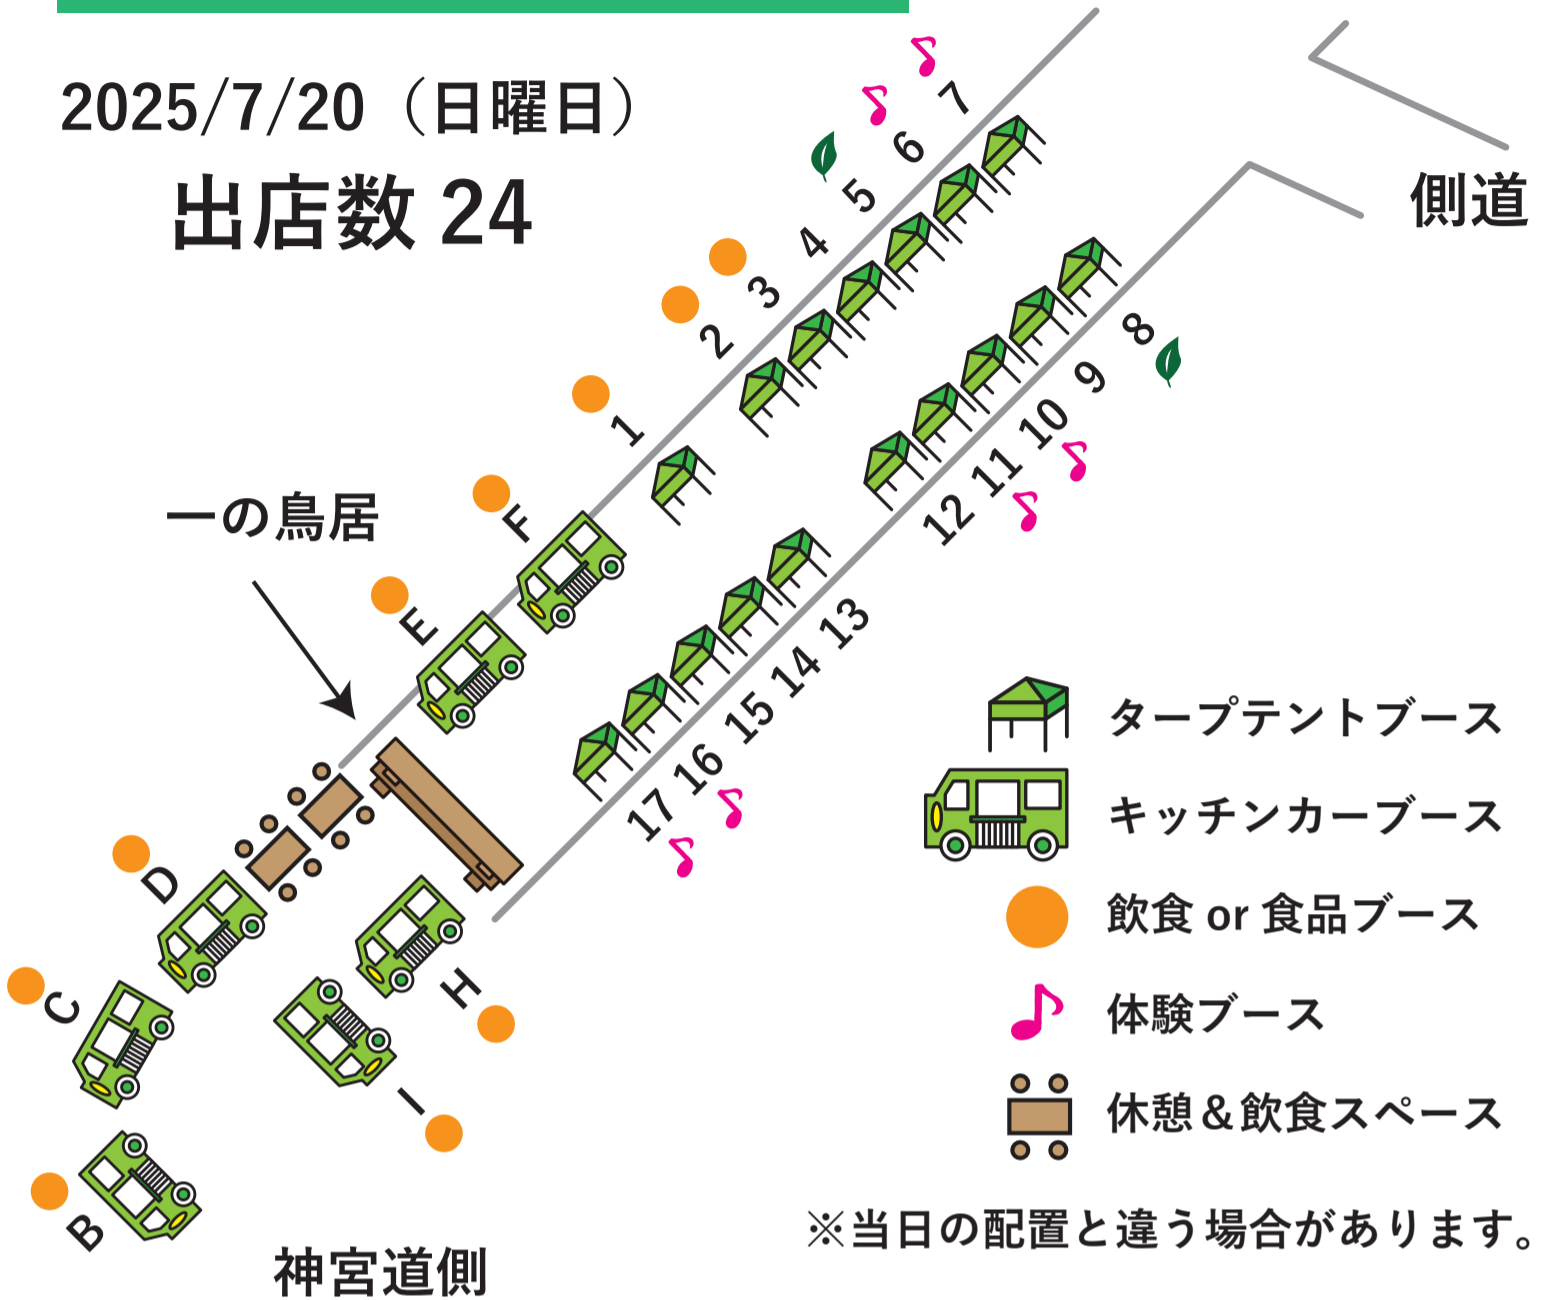 2025/7/20（日曜日）
出店数 24
側道
7
6
5
4
3
2
1
F
E
D
C
B
一の鳥居
8
9
10
11
12
13
14
15
16
17
H
I
神宮道側
タープテントブース
キッチンカーブース
飲食 or 食品ブース
体験ブース
休憩＆飲食スペース
※当日の配置と違う場合があります。